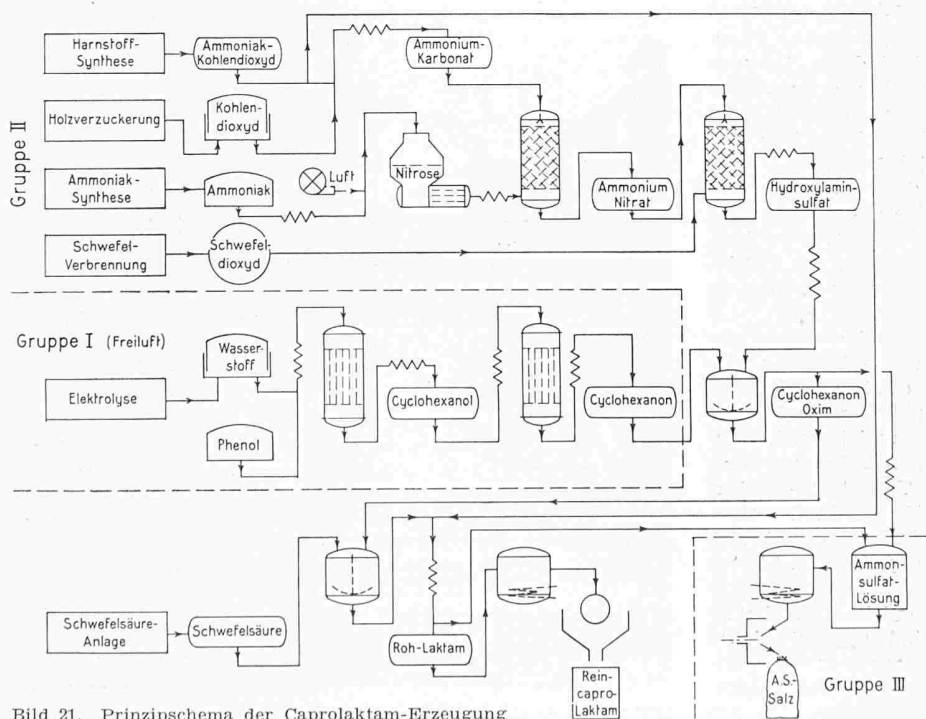 Gruppe II
Harnstoff-
Synthese
Ammoniak-
Kohlendioxyd
Ammonium-
Karbonat
Holzverzuckerung
Kohlen-
dioxyd
Luft
Nitrose
Ammoniak-
Synthese
Ammoniak
Ammonium
Nitrat
Hydroxylamin-
sulfat
Schwefel-
Verbrennung
Schwefel-
dioxyd
Gruppe I (Freiluft)
Wasser-
stoff
Elektrolyse
Phenol
Cyclohexanol
Cyclohexanon
Cyclohexanon
Oxim
Schwefelsäure-
Anlage
Schwefelsäure
Roh-Laktam
Rein-
capro-
Laktam
Ammon-
sulfat-
Lösung
A.S.-
Salz
Gruppe III
Bild 21. Prinzipschema der Caprolaktam-Erzeugung